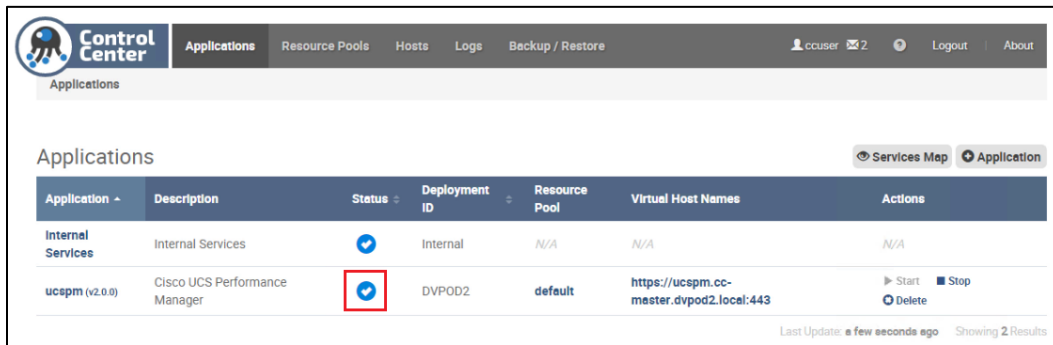 Control Center
Applications Resource Pools Hosts Logs Backup / Restore ccuser 2 Logout About
Applications
Applications
Services Map Application
Application Description Status Deployment ID Resource Pool Virtual Host Names Actions
Internal Services Internal Services Internal N/A N/A N/A
ucspm (v2.0.0) Cisco UCS Performance Manager DVPOD2 default https://ucspm.cc-master.dvpod2.local:443 Start Stop Delete
Last Update: a few seconds ago Showing 2 Results